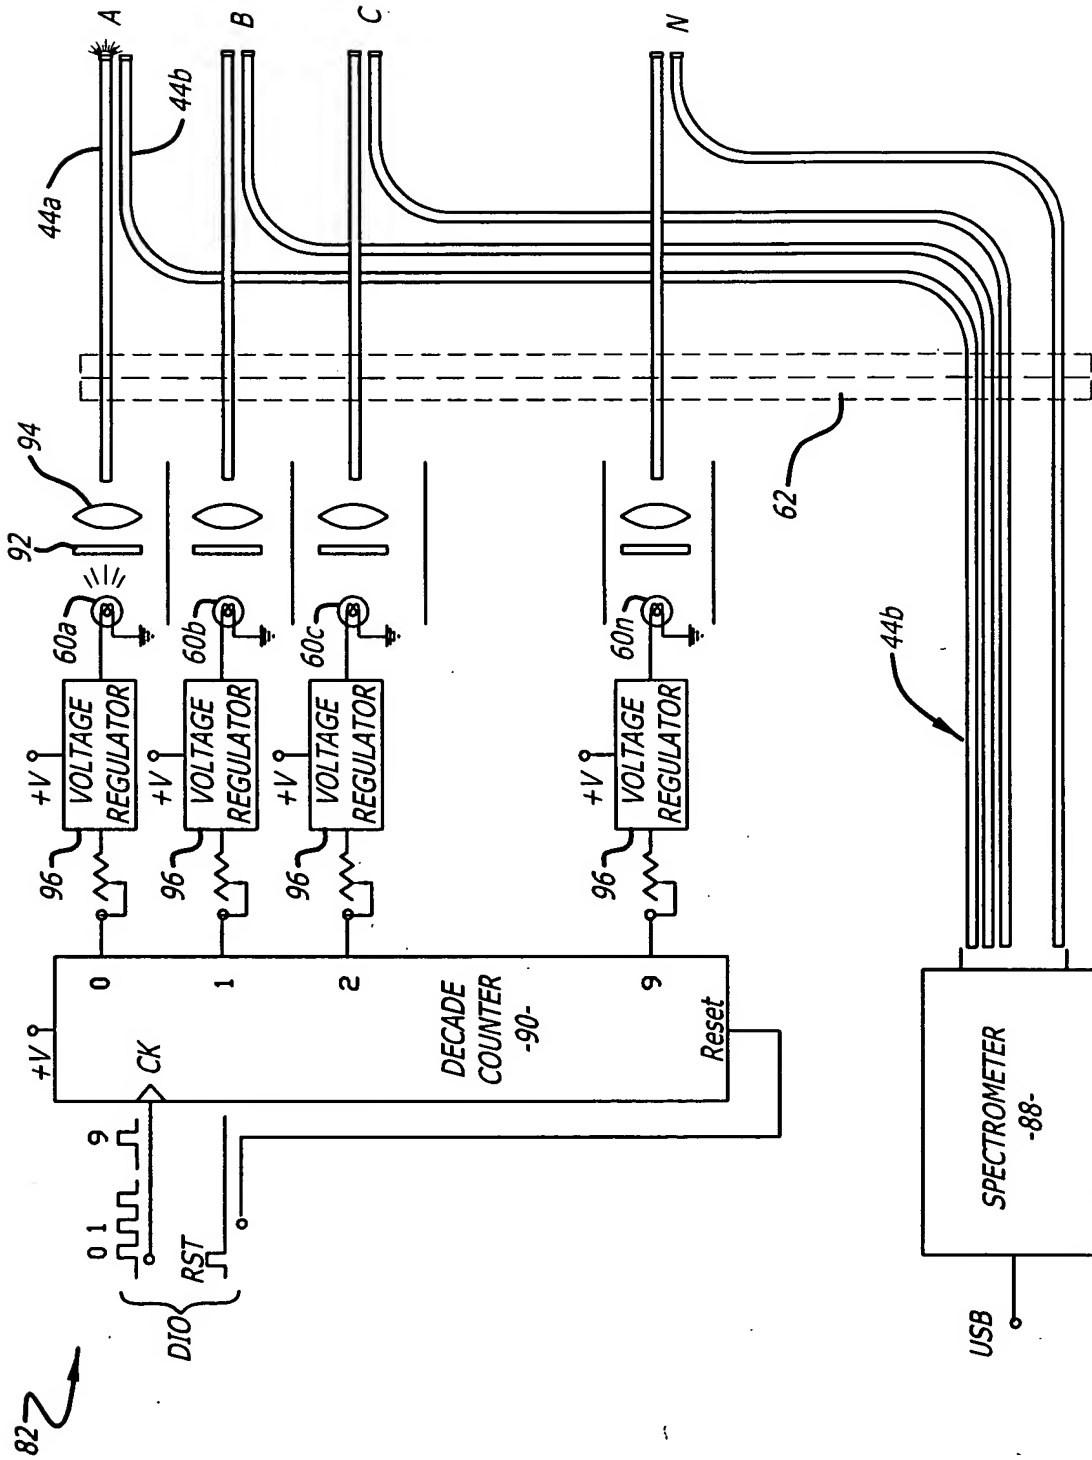 82
DIO
0 1 9
RST
+V
CK
DECADE
COUNTER
-90-
Reset
0
1
2
9
96
96
96
96
+V
VOLTAGE
REGULATOR
+V
VOLTAGE
REGULATOR
+V
VOLTAGE
REGULATOR
+V
VOLTAGE
REGULATOR
60a
60b
60c
60n
92
94
62
44a
44b
A
B
C
N
44b
USB
SPECTROMETER
-88-